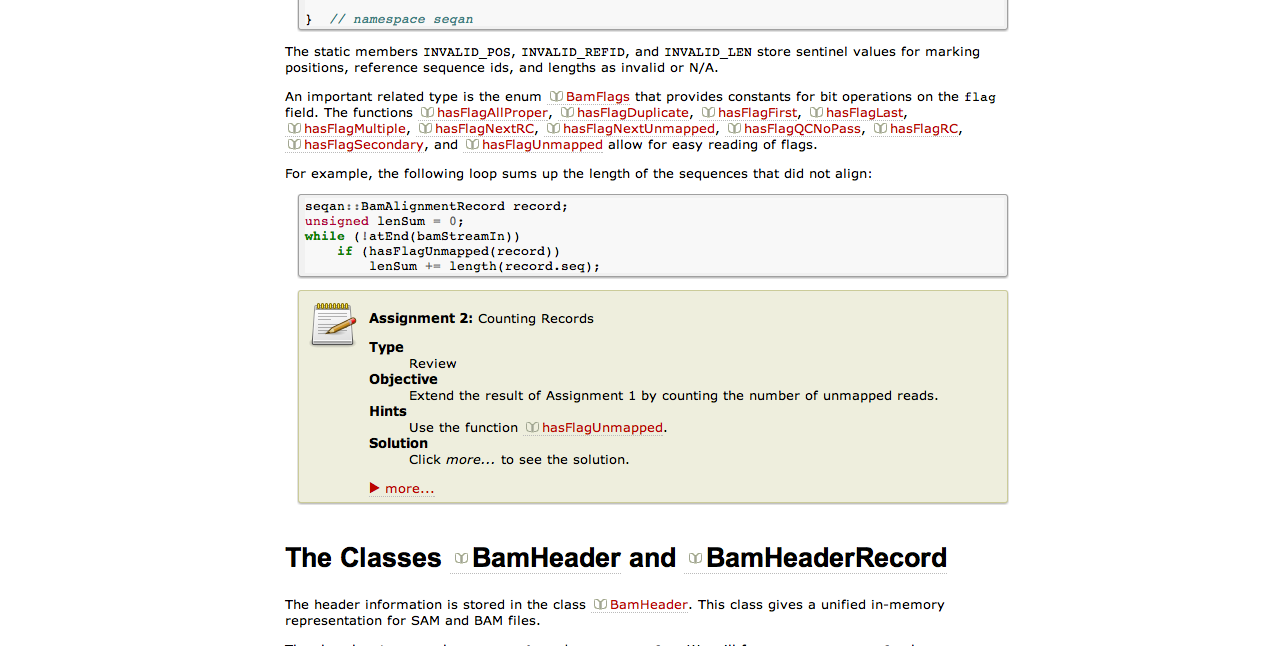 }  // namespace seqan
The static members INVALID_POS, INVALID_REFID, and INVALID_LEN store sentinel values for marking
positions, reference sequence ids, and lengths as invalid or N/A.
An important related type is the enum BamFlags that provides constants for bit operations on the flag
field. The functions hasFlagAllProper, hasFlagDuplicate, hasFlagFirst, hasFlagLast,
hasFlagMultiple, hasFlagNextRC, hasFlagNextUnmapped, hasFlagQCNoPass, hasFlagRC,
hasFlagSecondary, and hasFlagUnmapped allow for easy reading of flags.
For example, the following loop sums up the length of the sequences that did not align:
seqan::BamAlignmentRecord record;
unsigned lenSum = 0;
while (!atEnd(bamStreamIn))
    if (hasFlagUnmapped(record))
        lenSum += length(record.seq);
Assignment 2: Counting Records
Type
Review
Objective
Extend the result of Assignment 1 by counting the number of unmapped reads.
Hints
Use the function hasFlagUnmapped.
Solution
Click more... to see the solution.
more...
The Classes BamHeader and BamHeaderRecord
The header information is stored in the class BamHeader. This class gives a unified in-memory
representation for SAM and BAM files.